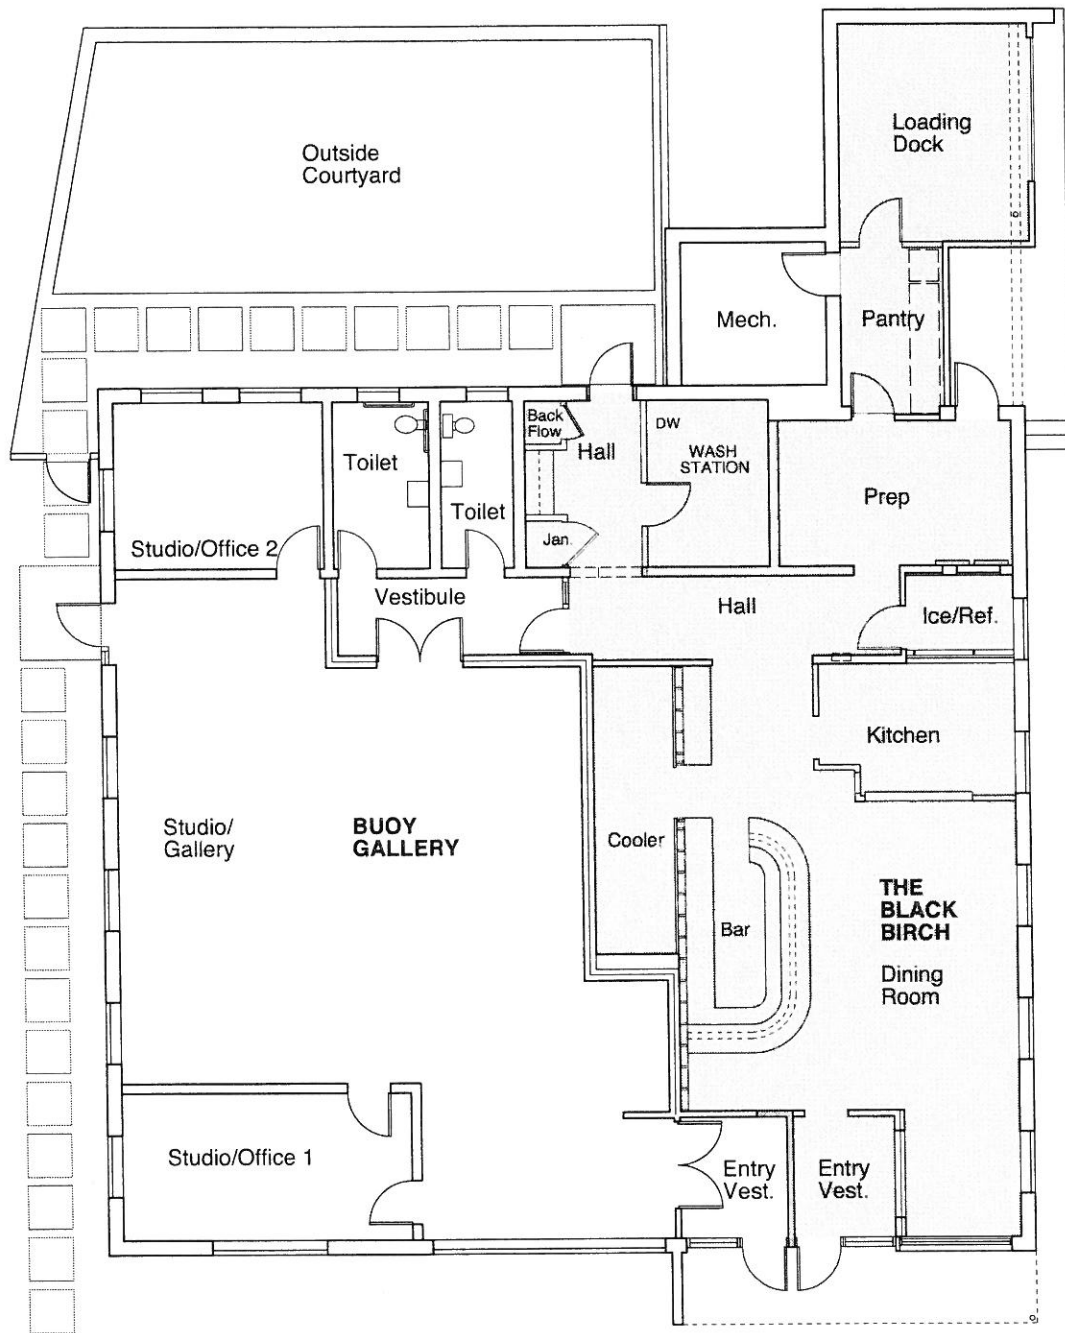 Loading
Dock
Outside
Courtyard
Mech.
Pantry
Back
Flow
DW
Hall
WASH
STATION
Toilet
Toilet
Prep
Studio/Office 2
Jan.
Vestibule
Hall
Ice/Ref.
Kitchen
Studio/
Gallery
BUOY
GALLERY
Cooler
THE
BLACK
BIRCH
Bar
Dining
Room
Studio/Office 1
Entry
Vest.
Entry
Vest.